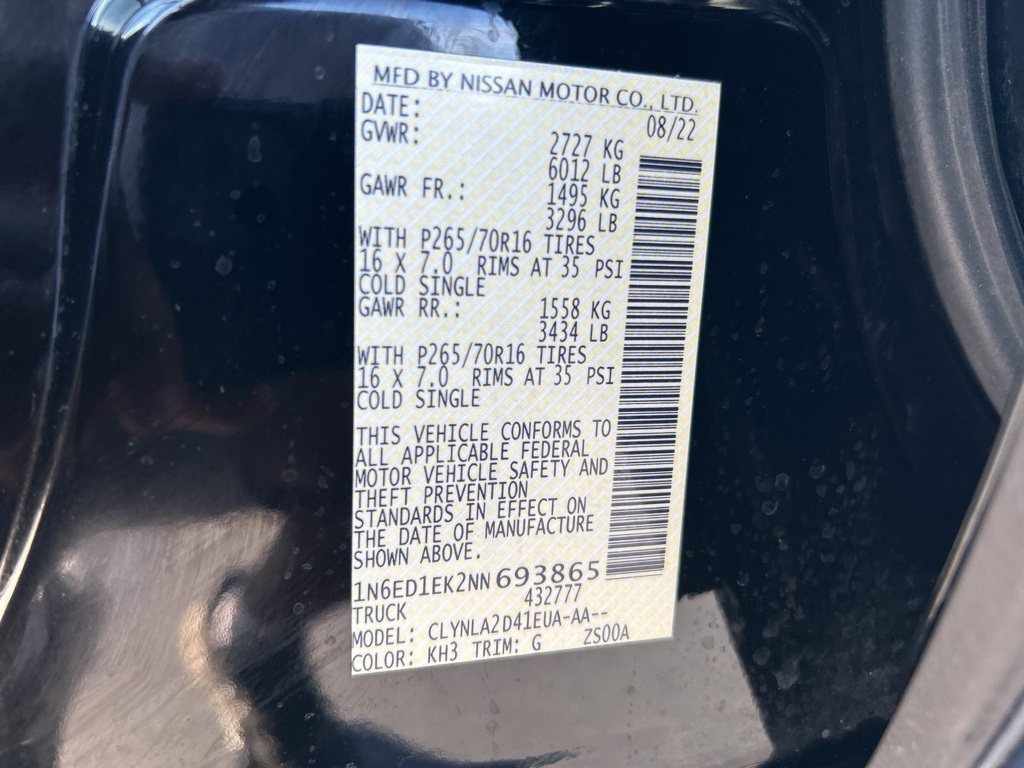 MFD BY NISSAN MOTOR CO., LTD.
DATE: 08/22
GVWR: 2727 KG
6012 LB
GAWR FR.: 1495 KG
3296 LB
WITH P265/70R16 TIRES
16 X 7.0 RIMS AT 35 PSI
COLD SINGLE
GAWR RR.: 1558 KG
3434 LB
WITH P265/70R16 TIRES
16 X 7.0 RIMS AT 35 PSI
COLD SINGLE
THIS VEHICLE CONFORMS TO
ALL APPLICABLE FEDERAL
MOTOR VEHICLE SAFETY AND
THEFT PREVENTION
STANDARDS IN EFFECT ON
THE DATE OF MANUFACTURE
SHOWN ABOVE.
1N6ED1EK2NN693865
TRUCK 432777
MODEL: CLYNLA2D41EUA-AA--
COLOR: KH3 TRIM: G ZS00A